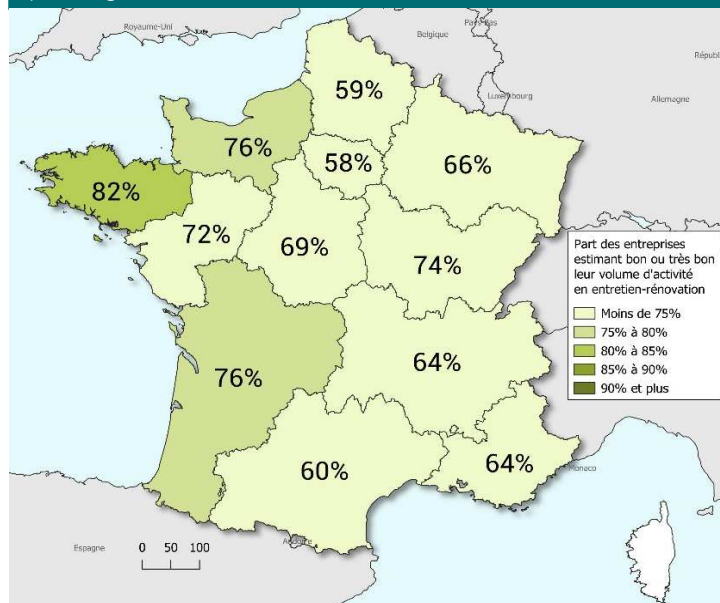 Royaume-Uni
Belgique
Pays-Bas
Luxembourg
Allemagne
59%
76%
58%
66%
82%
72%
69%
74%
Part des entreprises
estimant bon ou très bon
leur volume d'activité
en entretien-rénovation
Moins de 75%
75% à 80%
80% à 85%
85% à 90%
90% et plus
76%
64%
60%
64%
Monaco
Espagne
0 50 100
Andorre